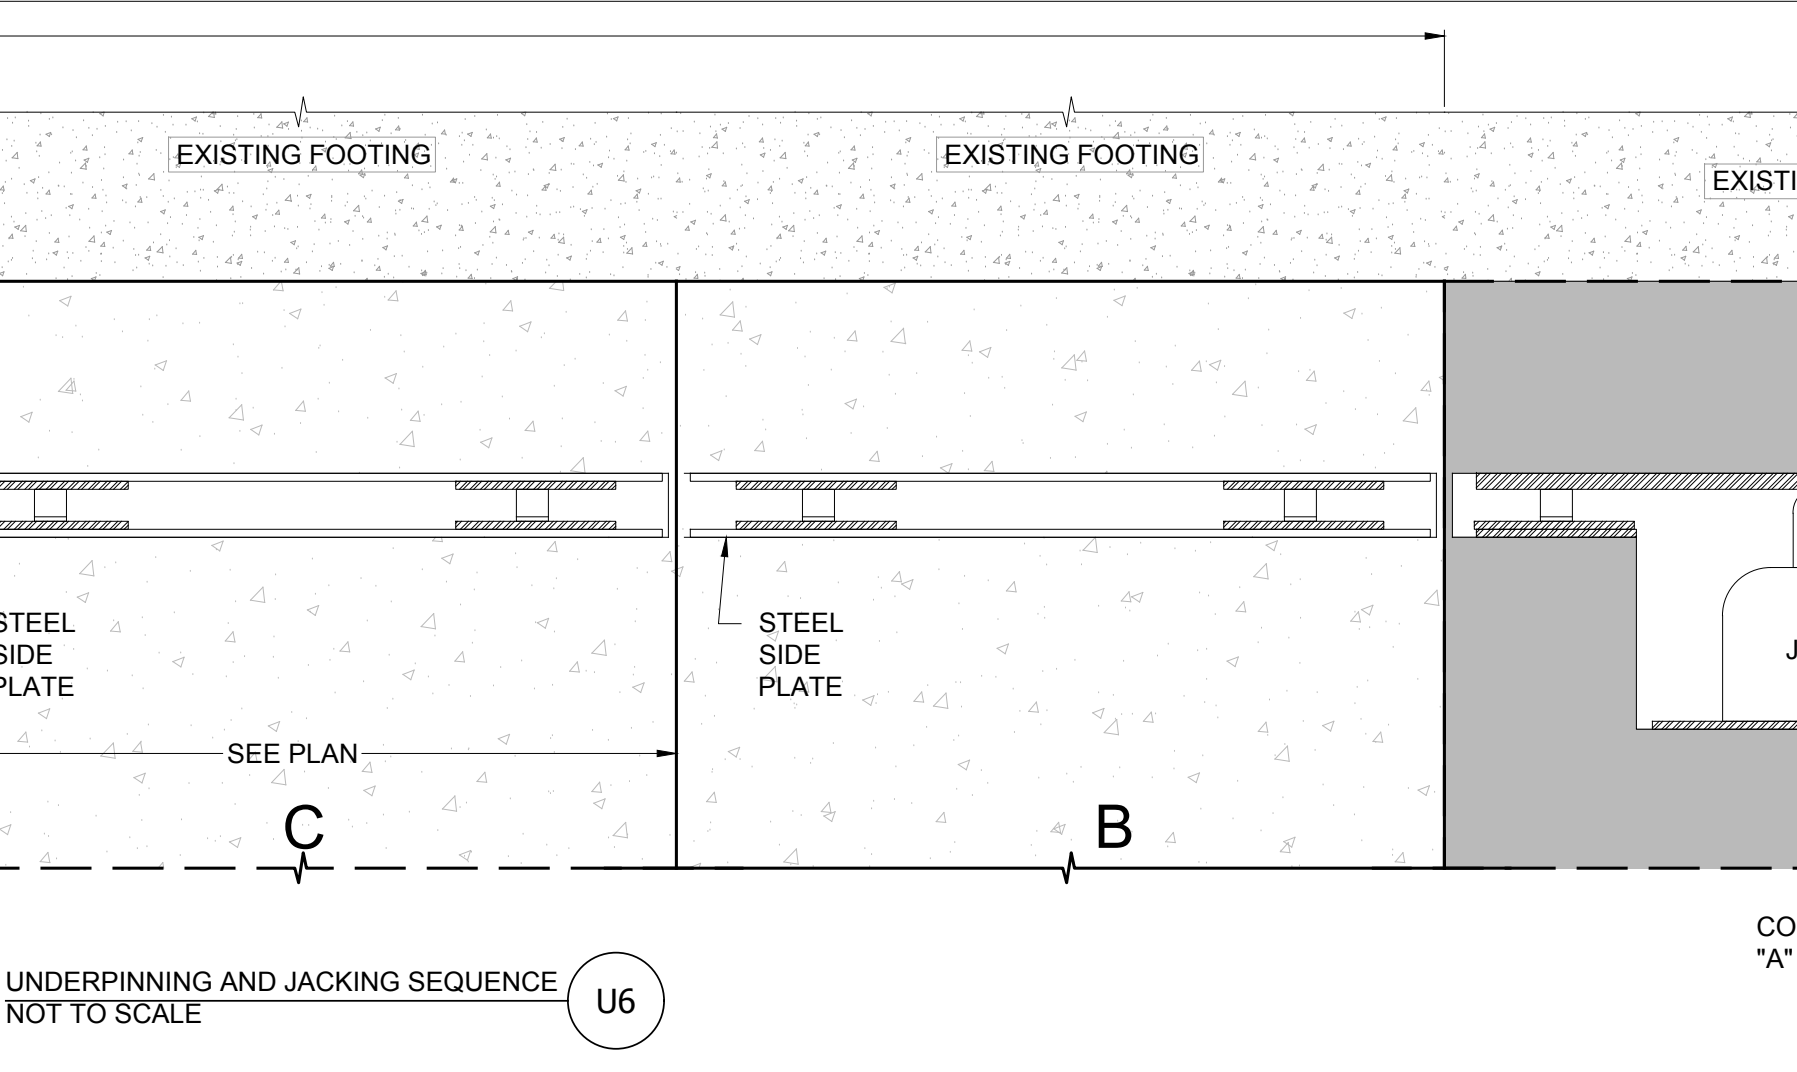 EXISTING FOOTING
EXISTING FOOTING
EXISTI
STEEL
SIDE
PLATE
STEEL
SIDE
PLATE
J
SEE PLAN
C
B
CO
"A"
UNDERPINNING AND JACKING SEQUENCE
NOT TO SCALE
U6